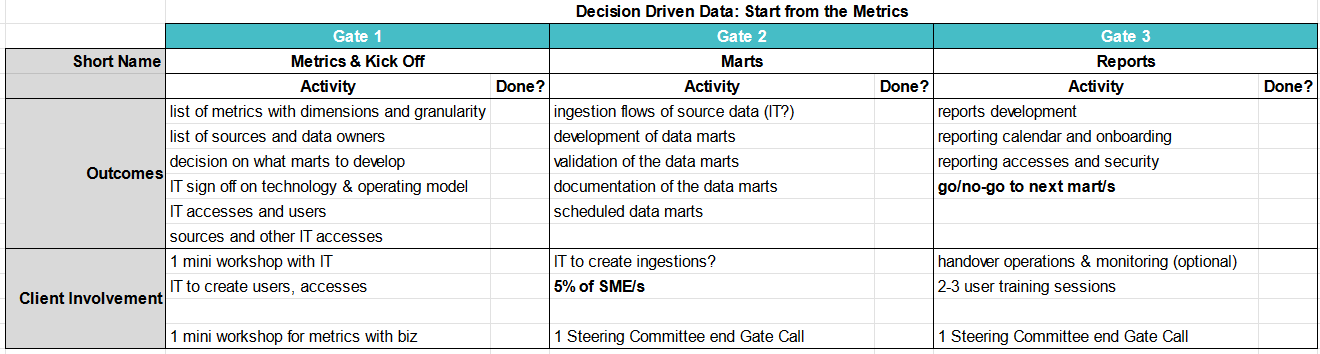 Decision Driven Data: Start from the Metrics
Gate 1 Gate 2 Gate 3
Short Name Metrics & Kick Off Marts Reports
Activity Done? Activity Done? Activity Done?
list of metrics with dimensions and granularity ingestion flows of source data (IT?) reports development
list of sources and data owners development of data marts reporting calendar and onboarding
decision on what marts to develop validation of the data marts reporting accesses and security
Outcomes IT sign off on technology & operating model documentation of the data marts go/no-go to next mart/s
IT accesses and users scheduled data marts
sources and other IT accesses
1 mini workshop with IT IT to create ingestions? handover operations & monitoring (optional)
Client Involvement IT to create users, accesses 5% of SME/s 2-3 user training sessions
1 mini workshop for metrics with biz 1 Steering Committee end Gate Call 1 Steering Committee end Gate Call